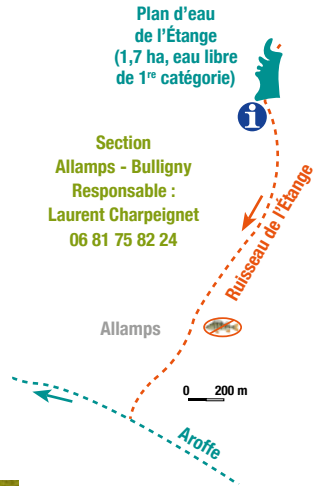 Plan d'eau
de l'Étange
(1,7 ha, eau libre
de 1re catégorie)
i
Section
Allamps - Bulligny
Responsable :
Laurent Charpeignet
06 81 75 82 24
Ruisseau de l'Étange
Allamps
0 200 m
Aroffe